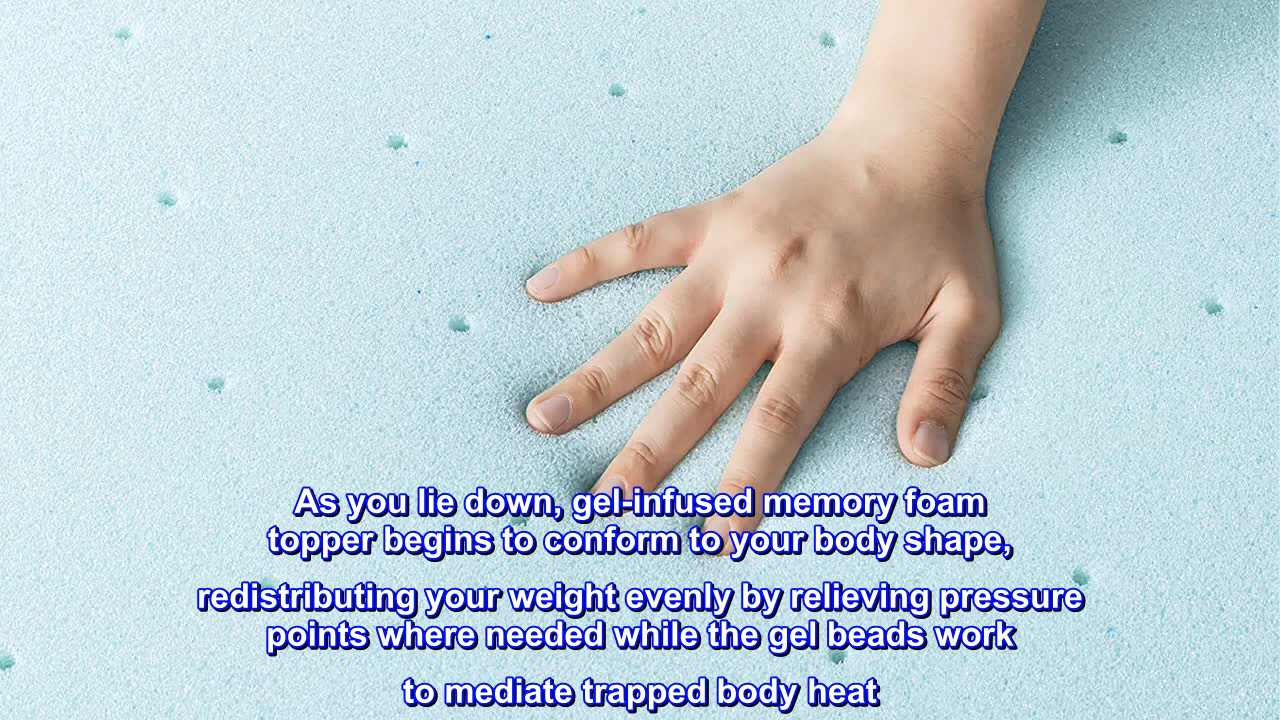 As you lie down, gel-infused memory foam
topper begins to conform to your body shape,
redistributing your weight evenly by relieving pressure
points where needed while the gel beads work
to mediate trapped body heat